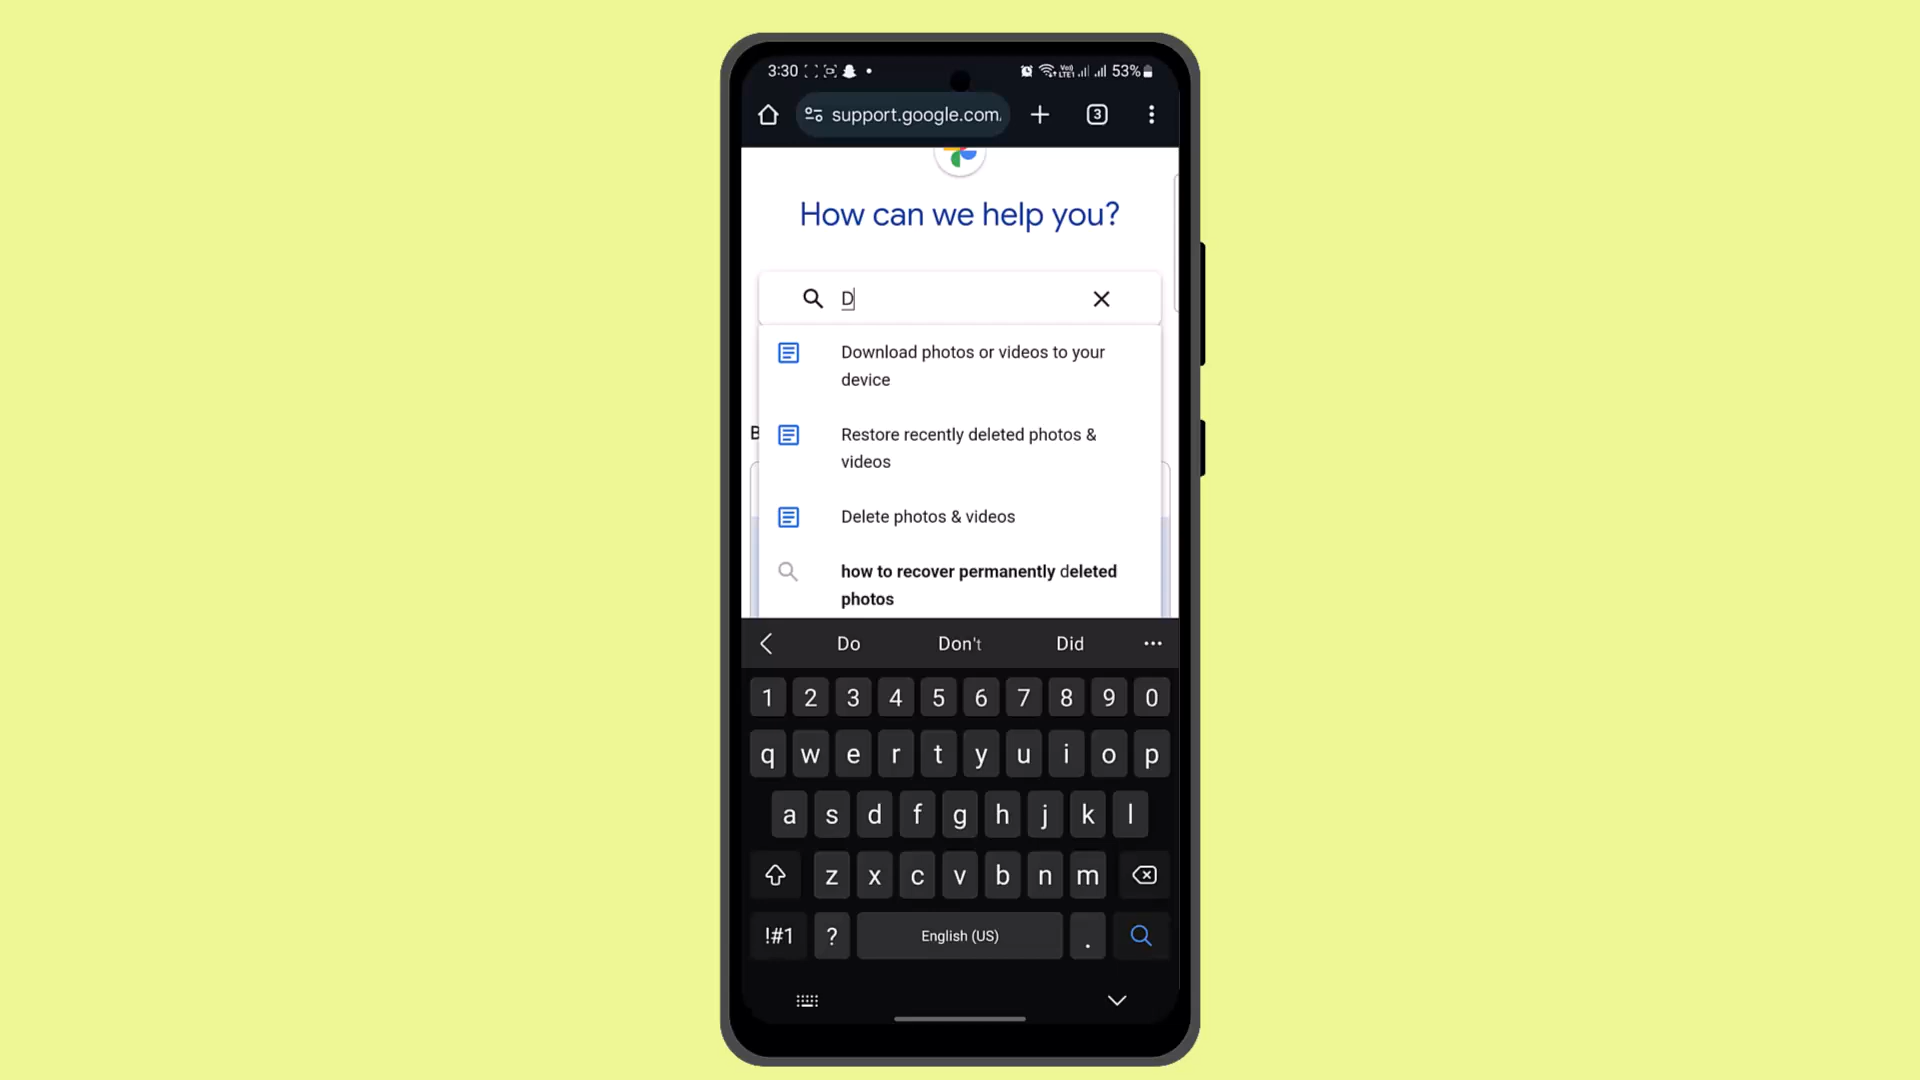 3:30 53%
support.google.com 3
How can we help you?
D
Download photos or videos to your
device
B
Restore recently deleted photos &
videos
Delete photos & videos
how to recover permanently deleted
photos
Do Don't Did
1 2 3 4 5 6 7 8 9 0
q w e r t y u i o p
a s d f g h j k l
z x c v b n m
!#1 ? English (US) .